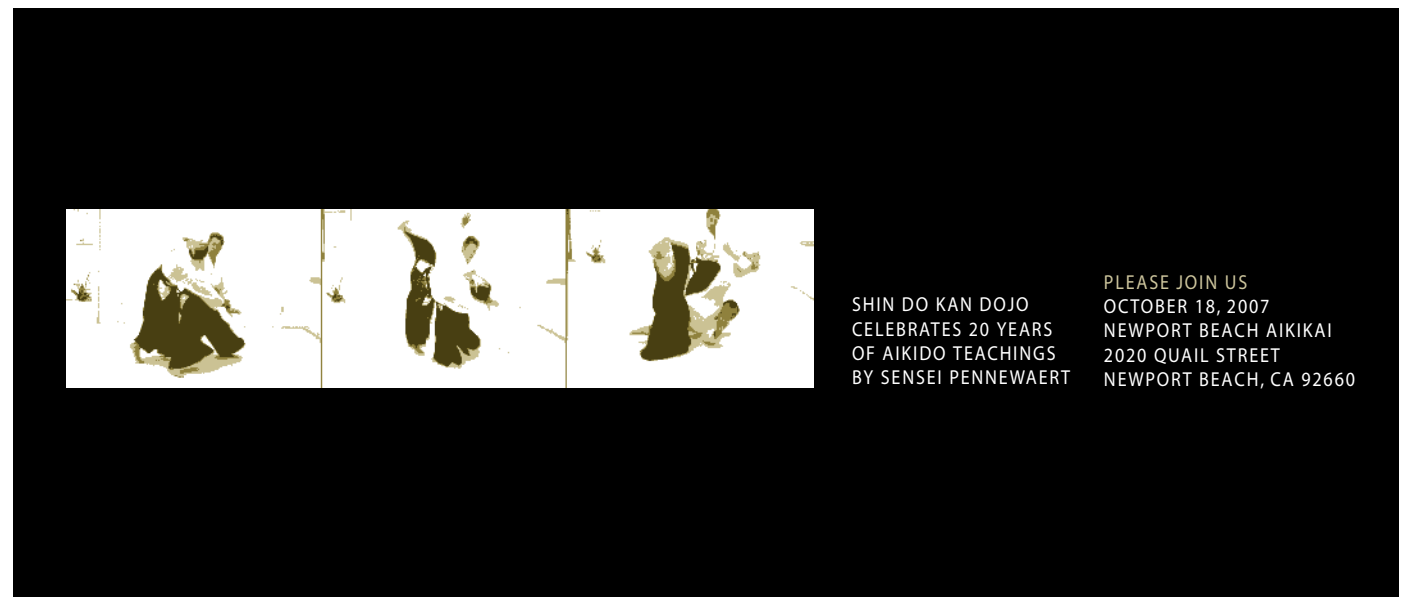 SHIN DO KAN DOJO
CELEBRATES 20 YEARS
OF AIKIDO TEACHINGS
BY SENSEI PENNEWAERT
PLEASE JOIN US
OCTOBER 18, 2007
NEWPORT BEACH AIKIKAI
2020 QUAIL STREET
NEWPORT BEACH, CA 92660